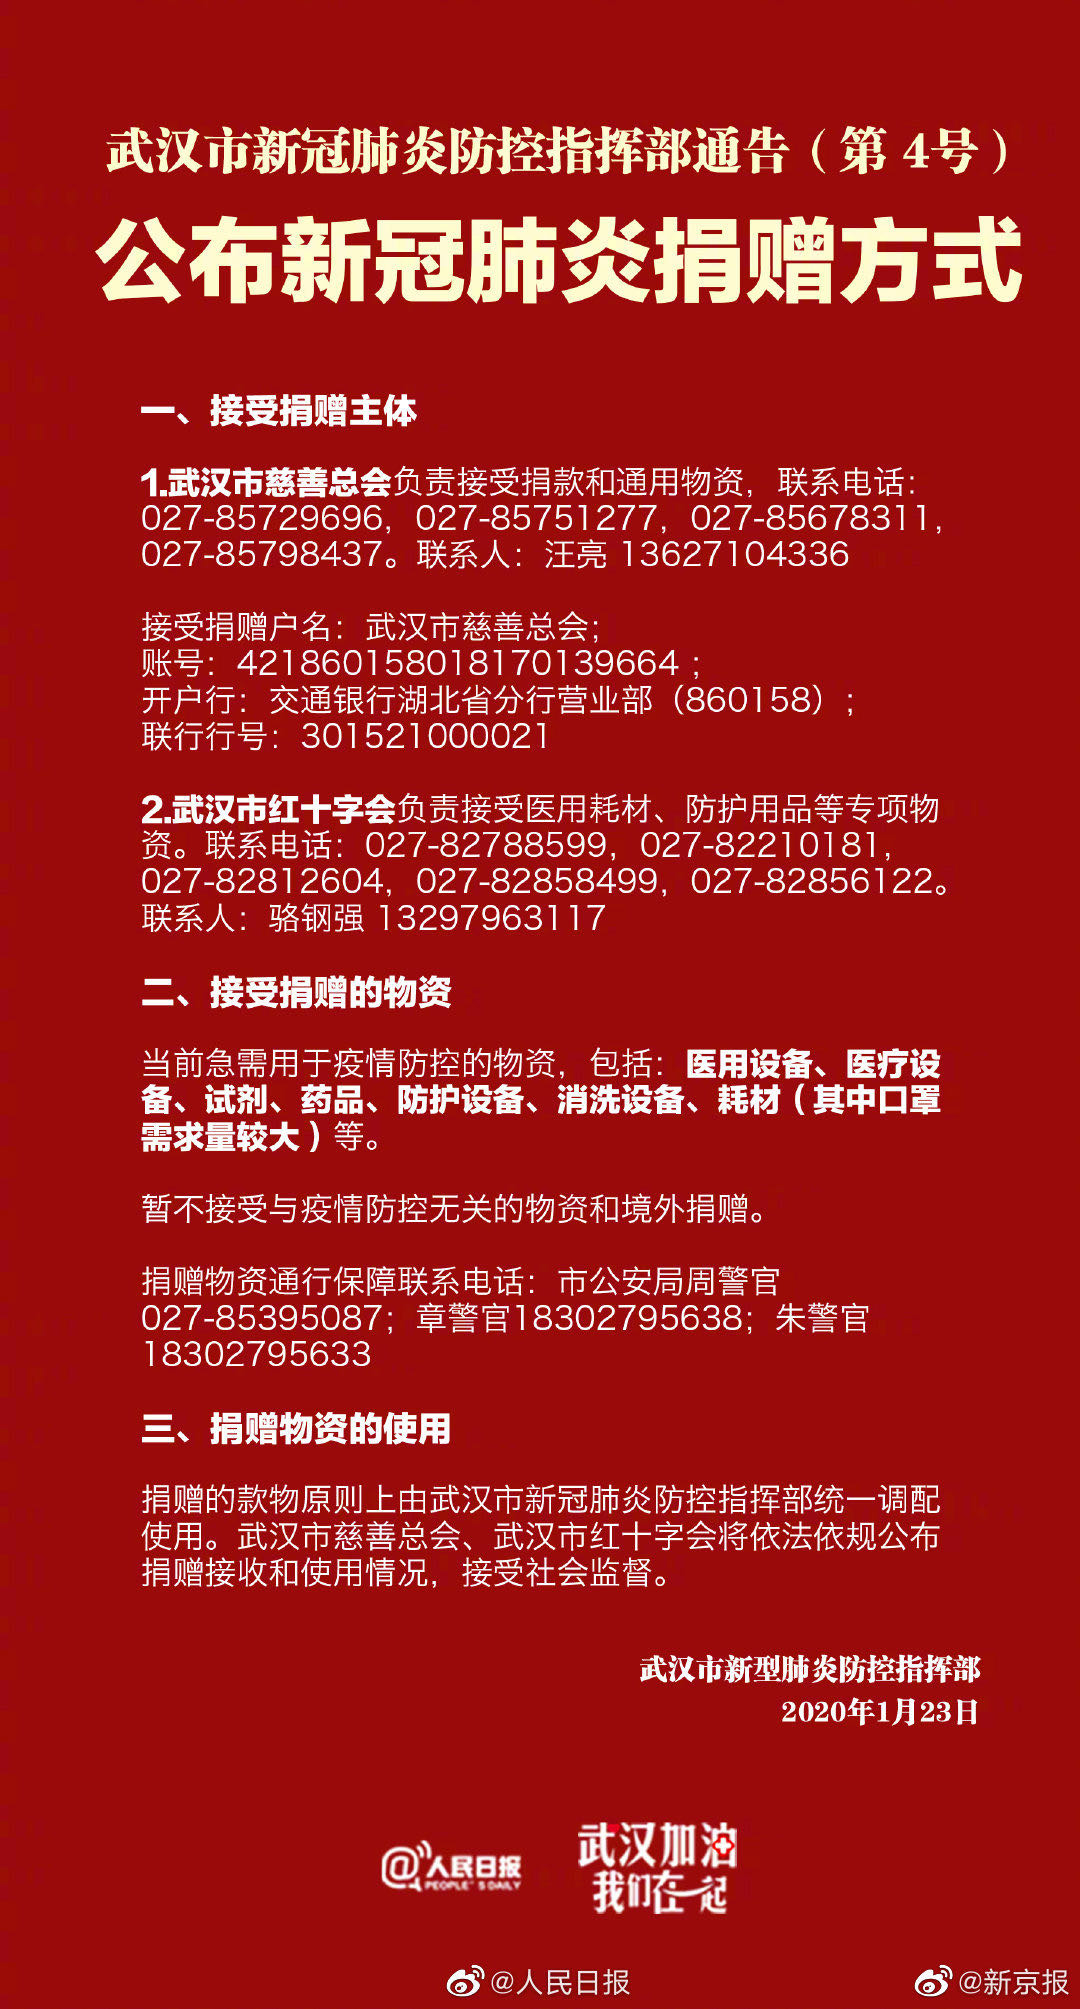 武汉市新冠肺炎防控指挥部通告（第 4号）
公布新冠肺炎捐赠方式
一、接受捐赠主体
1.武汉市慈善总会负责接受捐款和通用物资，联系电话：
027-85729696，027-85751277，027-85678311，
027-85798437。联系人：汪亮 13627104336
接受捐赠户名：武汉市慈善总会；
账号：421860158018170139664 ；
开户行：交通银行湖北省分行营业部（860158）；
联行行号：301521000021
2.武汉市红十字会负责接受医用耗材、防护用品等专项物
资。联系电话：027-82788599，027-82210181，
027-82812604，027-82858499，027-82856122。
联系人：骆钢强 13297963117
二、接受捐赠的物资
当前急需用于疫情防控的物资，包括：医用设备、医疗设
备、试剂、药品、防护设备、消洗设备、耗材（其中口罩
需求量较大）等。
暂不接受与疫情防控无关的物资和境外捐赠。
捐赠物资通行保障联系电话：市公安局周警官
027-85395087；章警官18302795638；朱警官
18302795633
三、捐赠物资的使用
捐赠的款物原则上由武汉市新冠肺炎防控指挥部统一调配
使用。武汉市慈善总会、武汉市红十字会将依法依规公布
捐赠接收和使用情况，接受社会监督。
武汉市新型肺炎防控指挥部
2020年1月23日
@人民日报
PEOPLE'S DAILY
武汉加油
我们在一起
@人民日报
@新京报